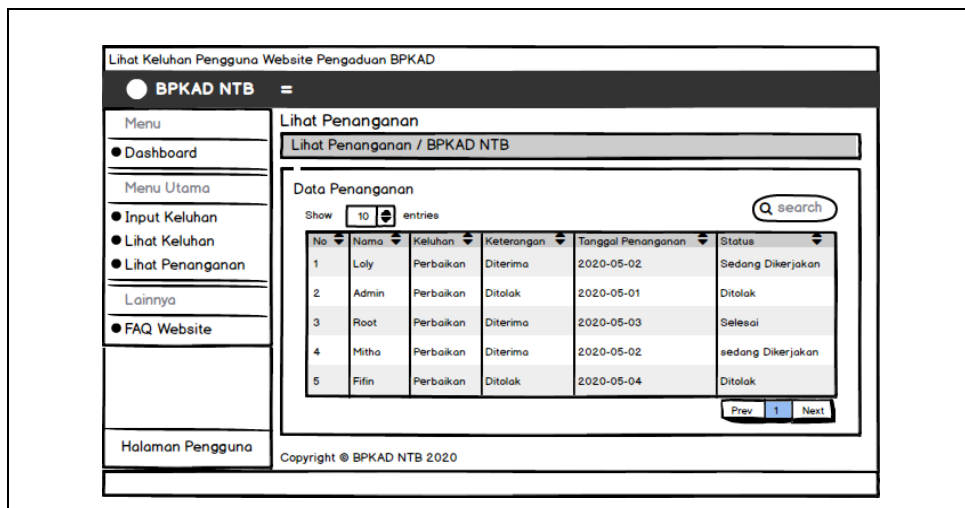 Lihat Keluhan Pengguna Website Pengaduan BPKAD
BPKAD NTB =
Menu
Dashboard
Menu Utama
Input Keluhan
Lihat Keluhan
Lihat Penanganan
Lainnya
FAQ Website
Halaman Pengguna
Lihat Penanganan
Lihat Penanganan / BPKAD NTB
Data Penanganan
Show 10 entries
search
No Nama Keluhan Keterangan Tanggal Penanganan Status
1 Loly Perbaikan Diterima 2020-05-02 Sedang Dikerjakan
2 Admin Perbaikan Ditolak 2020-05-01 Ditolak
3 Root Perbaikan Diterima 2020-05-03 Selesai
4 Mitha Perbaikan Diterima 2020-05-02 sedang Dikerjakan
5 Fifin Perbaikan Ditolak 2020-05-04 Ditolak
Prev 1 Next
Copyright © BPKAD NTB 2020